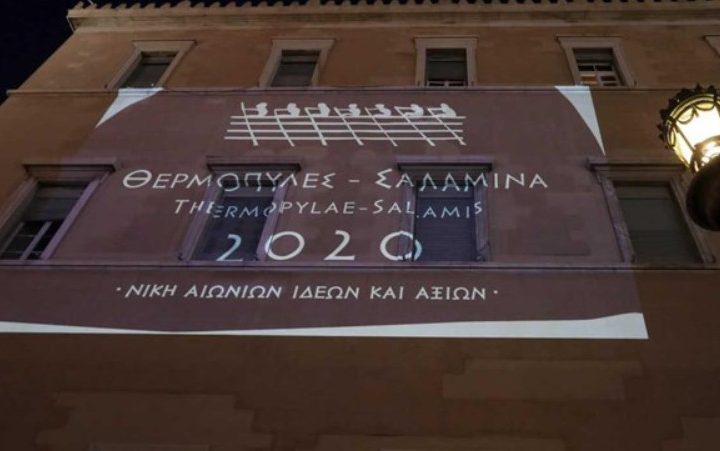 ΘΕΡΜΟΠΥΛΕΣ - ΣΑΛΑΜΙΝΑ
THERMOPYLAE-SALAMIS
2020
· ΝΙΚΗ ΑΙΩΝΙΩΝ ΙΔΕΩΝ ΚΑΙ ΑΞΙΩΝ ·